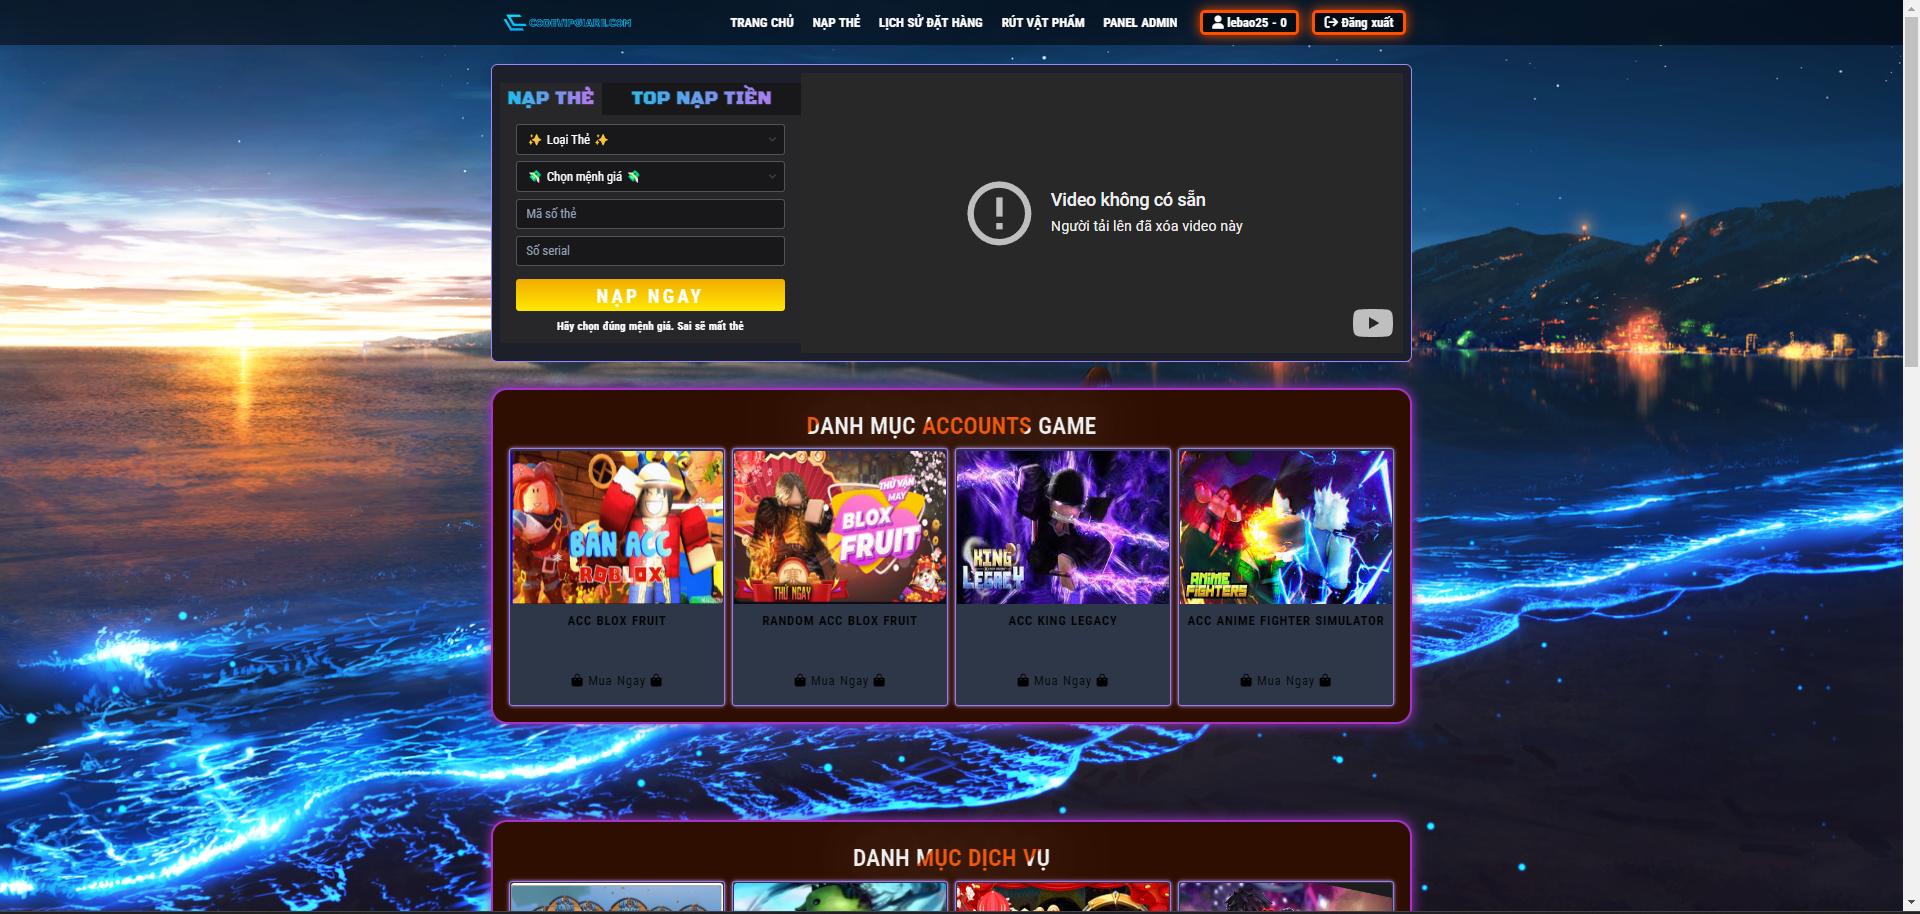 CODEVIPGIARE.COM
TRANG CHỦ
NẠP THẺ
LỊCH SỬ ĐẶT HÀNG
RÚT VẬT PHẨM
PANEL ADMIN
lebao25 - 0
Đăng xuất
NẠP THẺ
TOP NẠP TIỀN
✨ Loại Thẻ ✨
💸 Chọn mệnh giá 💸
Mã số thẻ
Số serial
NẠP NGAY
Hãy chọn đúng mệnh giá. Sai sẽ mất thẻ
Video không có sẵn
Người tải lên đã xóa video này
DANH MỤC ACCOUNTS GAME
BÁN ACC
ROBLOX
THỬ VẬN
MAY
BLOX
FRUIT
THỬ NGAY
KING
LEGACY
ANIME
FIGHTERS
ACC BLOX FRUIT
RANDOM ACC BLOX FRUIT
ACC KING LEGACY
ACC ANIME FIGHTER SIMULATOR
Mua Ngay
Mua Ngay
Mua Ngay
Mua Ngay
DANH MỤC DỊCH VỤ